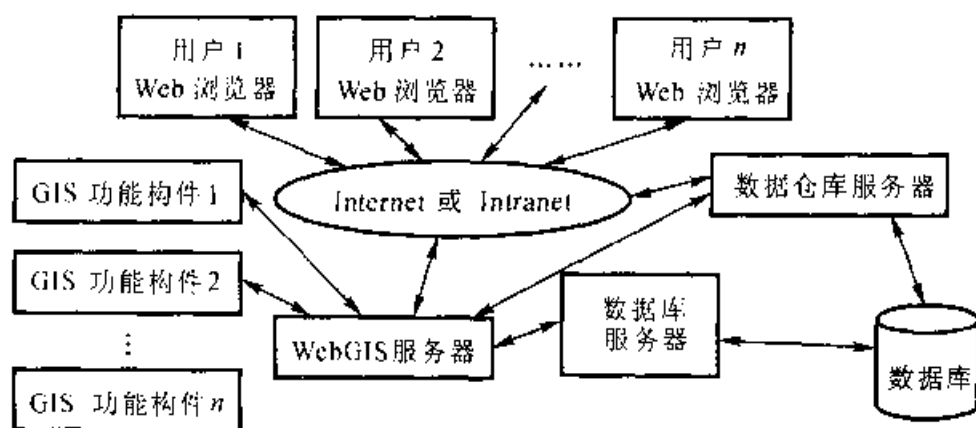 用户1
Web 浏览器
用户2
Web 浏览器
……
用户n
Web 浏览器
GIS 功能构件1
Internet 或 Intranet
数据仓库服务器
GIS 功能构件2
⋮
GIS 功能构件n
WebGIS服务器
数据库
服务器
数据库